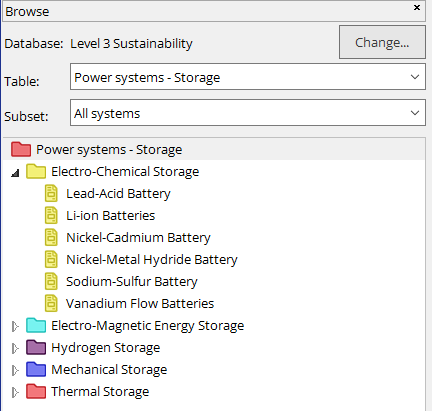 Browse
Database: Level 3 Sustainability
Change...
Table: Power systems - Storage
Subset: All systems
Power systems - Storage
Electro-Chemical Storage
Lead-Acid Battery
Li-ion Batteries
Nickel-Cadmium Battery
Nickel-Metal Hydride Battery
Sodium-Sulfur Battery
Vanadium Flow Batteries
Electro-Magnetic Energy Storage
Hydrogen Storage
Mechanical Storage
Thermal Storage